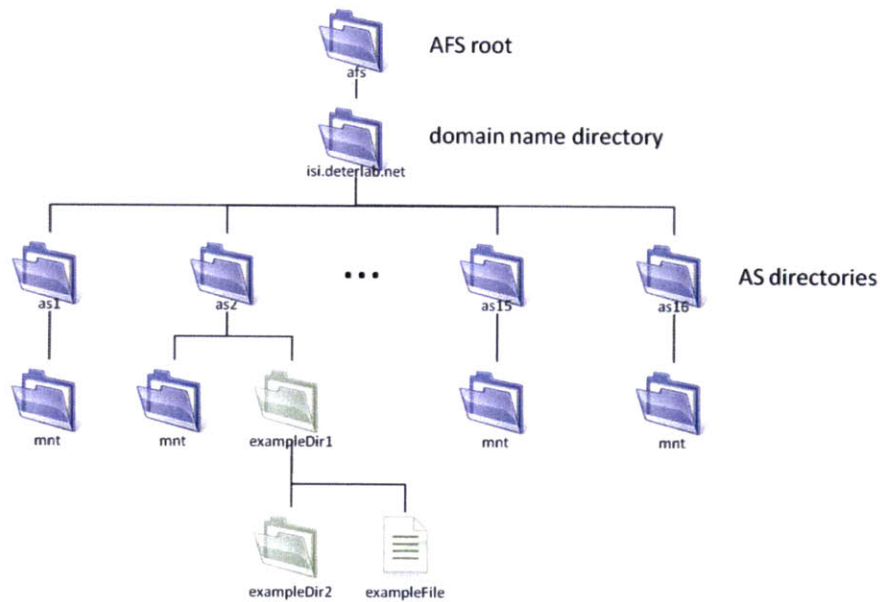 afs
AFS root
isi.deterlab.net
domain name directory
as1
as2
...
as15
as16
AS directories
mnt
mnt
exampleDir1
mnt
mnt
exampleDir2
exampleFile